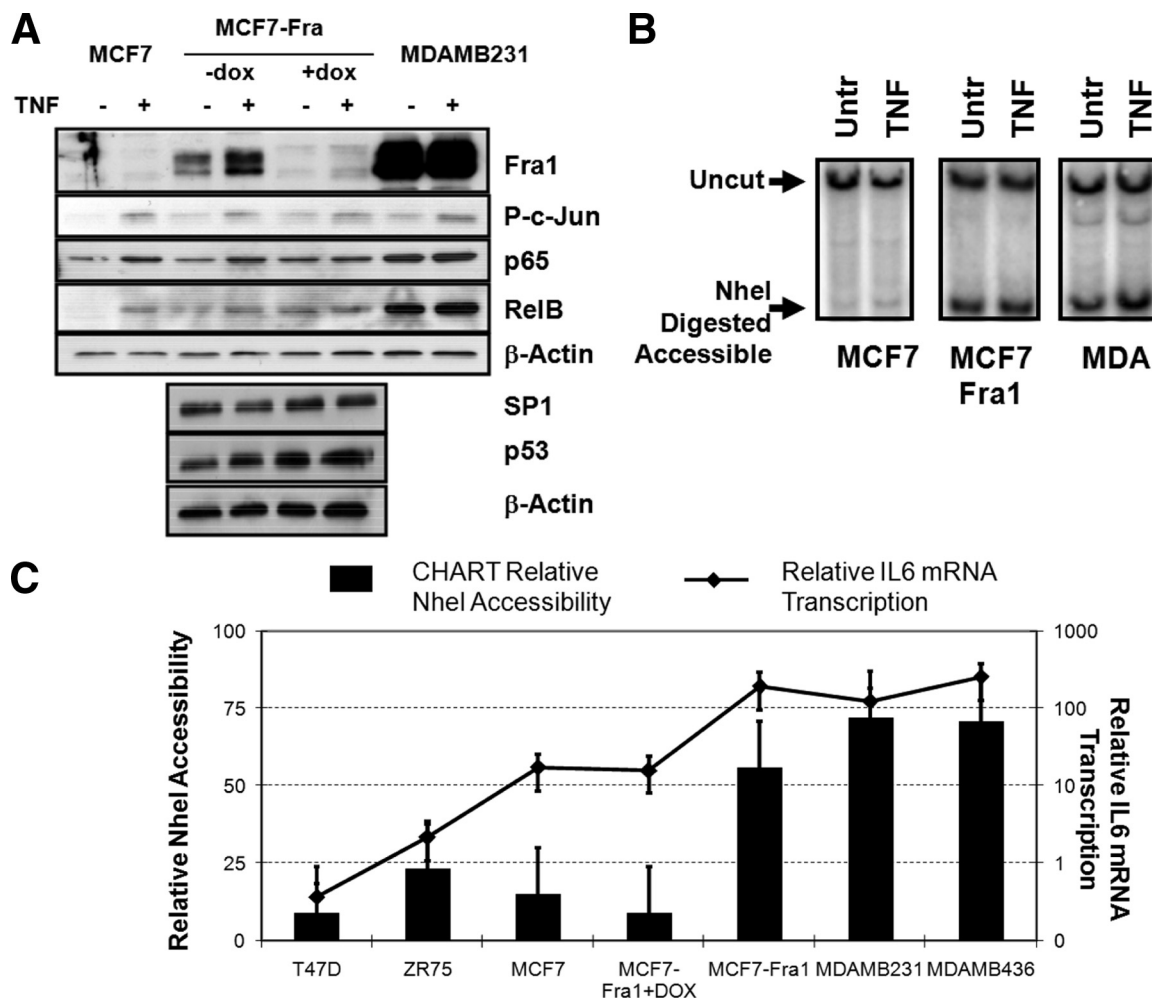 A
MCF7
MCF7-Fra
MDAMB231
-dox
+dox
TNF - + - + - + - +
Fra1
P-c-Jun
p65
RelB
β-Actin
SP1
p53
β-Actin
B
Untr TNF Untr TNF Untr TNF
Uncut
NheI
Digested
Accessible
MCF7
MCF7
Fra1
MDA
C
CHART Relative
NheI Accessibility
Relative IL6 mRNA
Transcription
Relative NheI Accessibility
100
75
50
25
0
1000
100
10
1
0
Relative IL6 mRNA
Transcription
T47D
ZR75
MCF7
MCF7-
Fra1+DOX
MCF7-Fra1
MDAMB231
MDAMB436